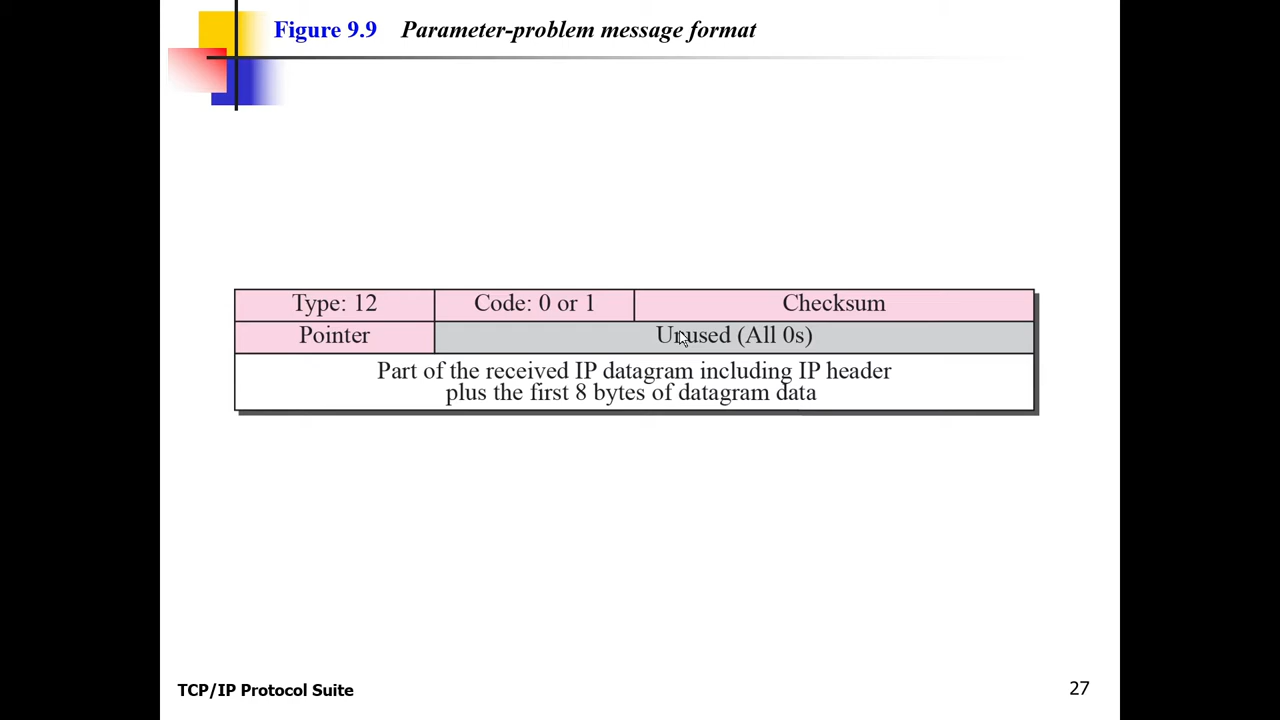 Figure 9.9 Parameter-problem message format
Type: 12 Code: 0 or 1 Checksum
Pointer Unused (All 0s)
Part of the received IP datagram including IP header
plus the first 8 bytes of datagram data
TCP/IP Protocol Suite 27